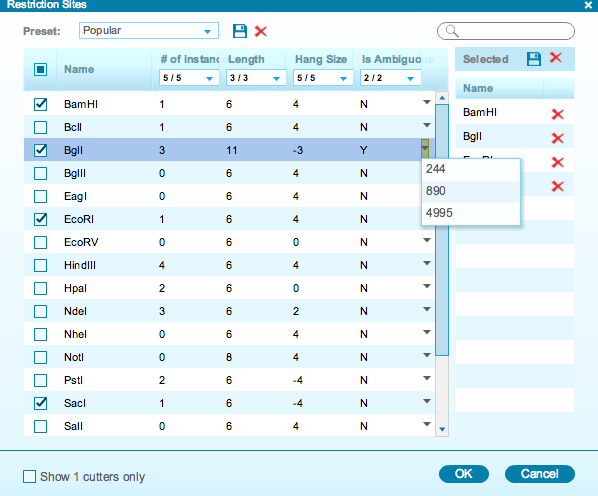 Restriction Sites
Preset: Popular
# of instanc Length Hang Size Is Ambiguous
Name
5 / 5 3 / 3 5 / 5 2 / 2
BamHI 1 6 4 N
BclI 1 6 4 N
BglI 3 11 -3 Y
BglII 0 6 4 N
EagI 0 6 4 N
EcoRI 1 6 4 N
EcoRV 0 6 0 N
HindIII 4 6 4 N
HpaI 2 6 0 N
NdeI 3 6 2 N
NheI 0 6 4 N
NotI 0 8 4 N
PstI 2 6 -4 N
SacI 1 6 -4 N
SalI 0 6 4 N
244
890
4995
Selected
Name
BamHI
BglI
Show 1 cutters only
OK Cancel